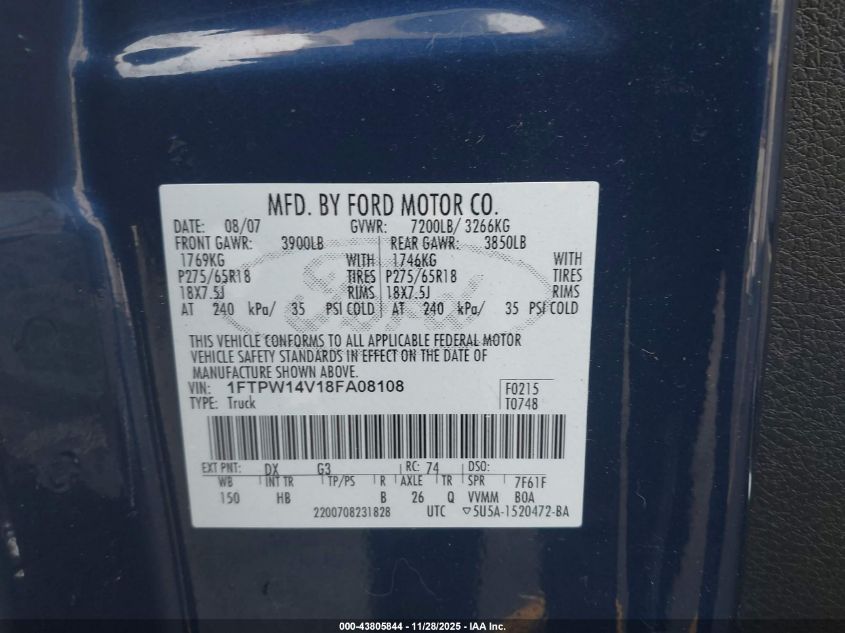 MFD. BY FORD MOTOR CO.
DATE: 08/07 GVWR: 7200LB/ 3266KG
FRONT GAWR: 3900LB REAR GAWR: 3850LB
1769KG WITH 1746KG WITH
P275/65R18 TIRES P275/65R18 TIRES
18X7.5J RIMS 18X7.5J RIMS
AT 240 kPa/ 35 PSI COLD AT 240 kPa/ 35 PSI COLD
THIS VEHICLE CONFORMS TO ALL APPLICABLE FEDERAL MOTOR
VEHICLE SAFETY STANDARDS IN EFFECT ON THE DATE OF
MANUFACTURE SHOWN ABOVE.
VIN: 1FTPW14V18FA08108 F0215
TYPE: Truck T0748
EXT PNT: DX G3 RC: 74 DSO:
WB INT TR TP/PS R AXLE TR SPR 7F61F
150 HB B 26 Q VVMM BOA
2200708231828 UTC ▽5U5A-1520472-BA
000-43805844 | 11/28/2025 | IAA Inc.